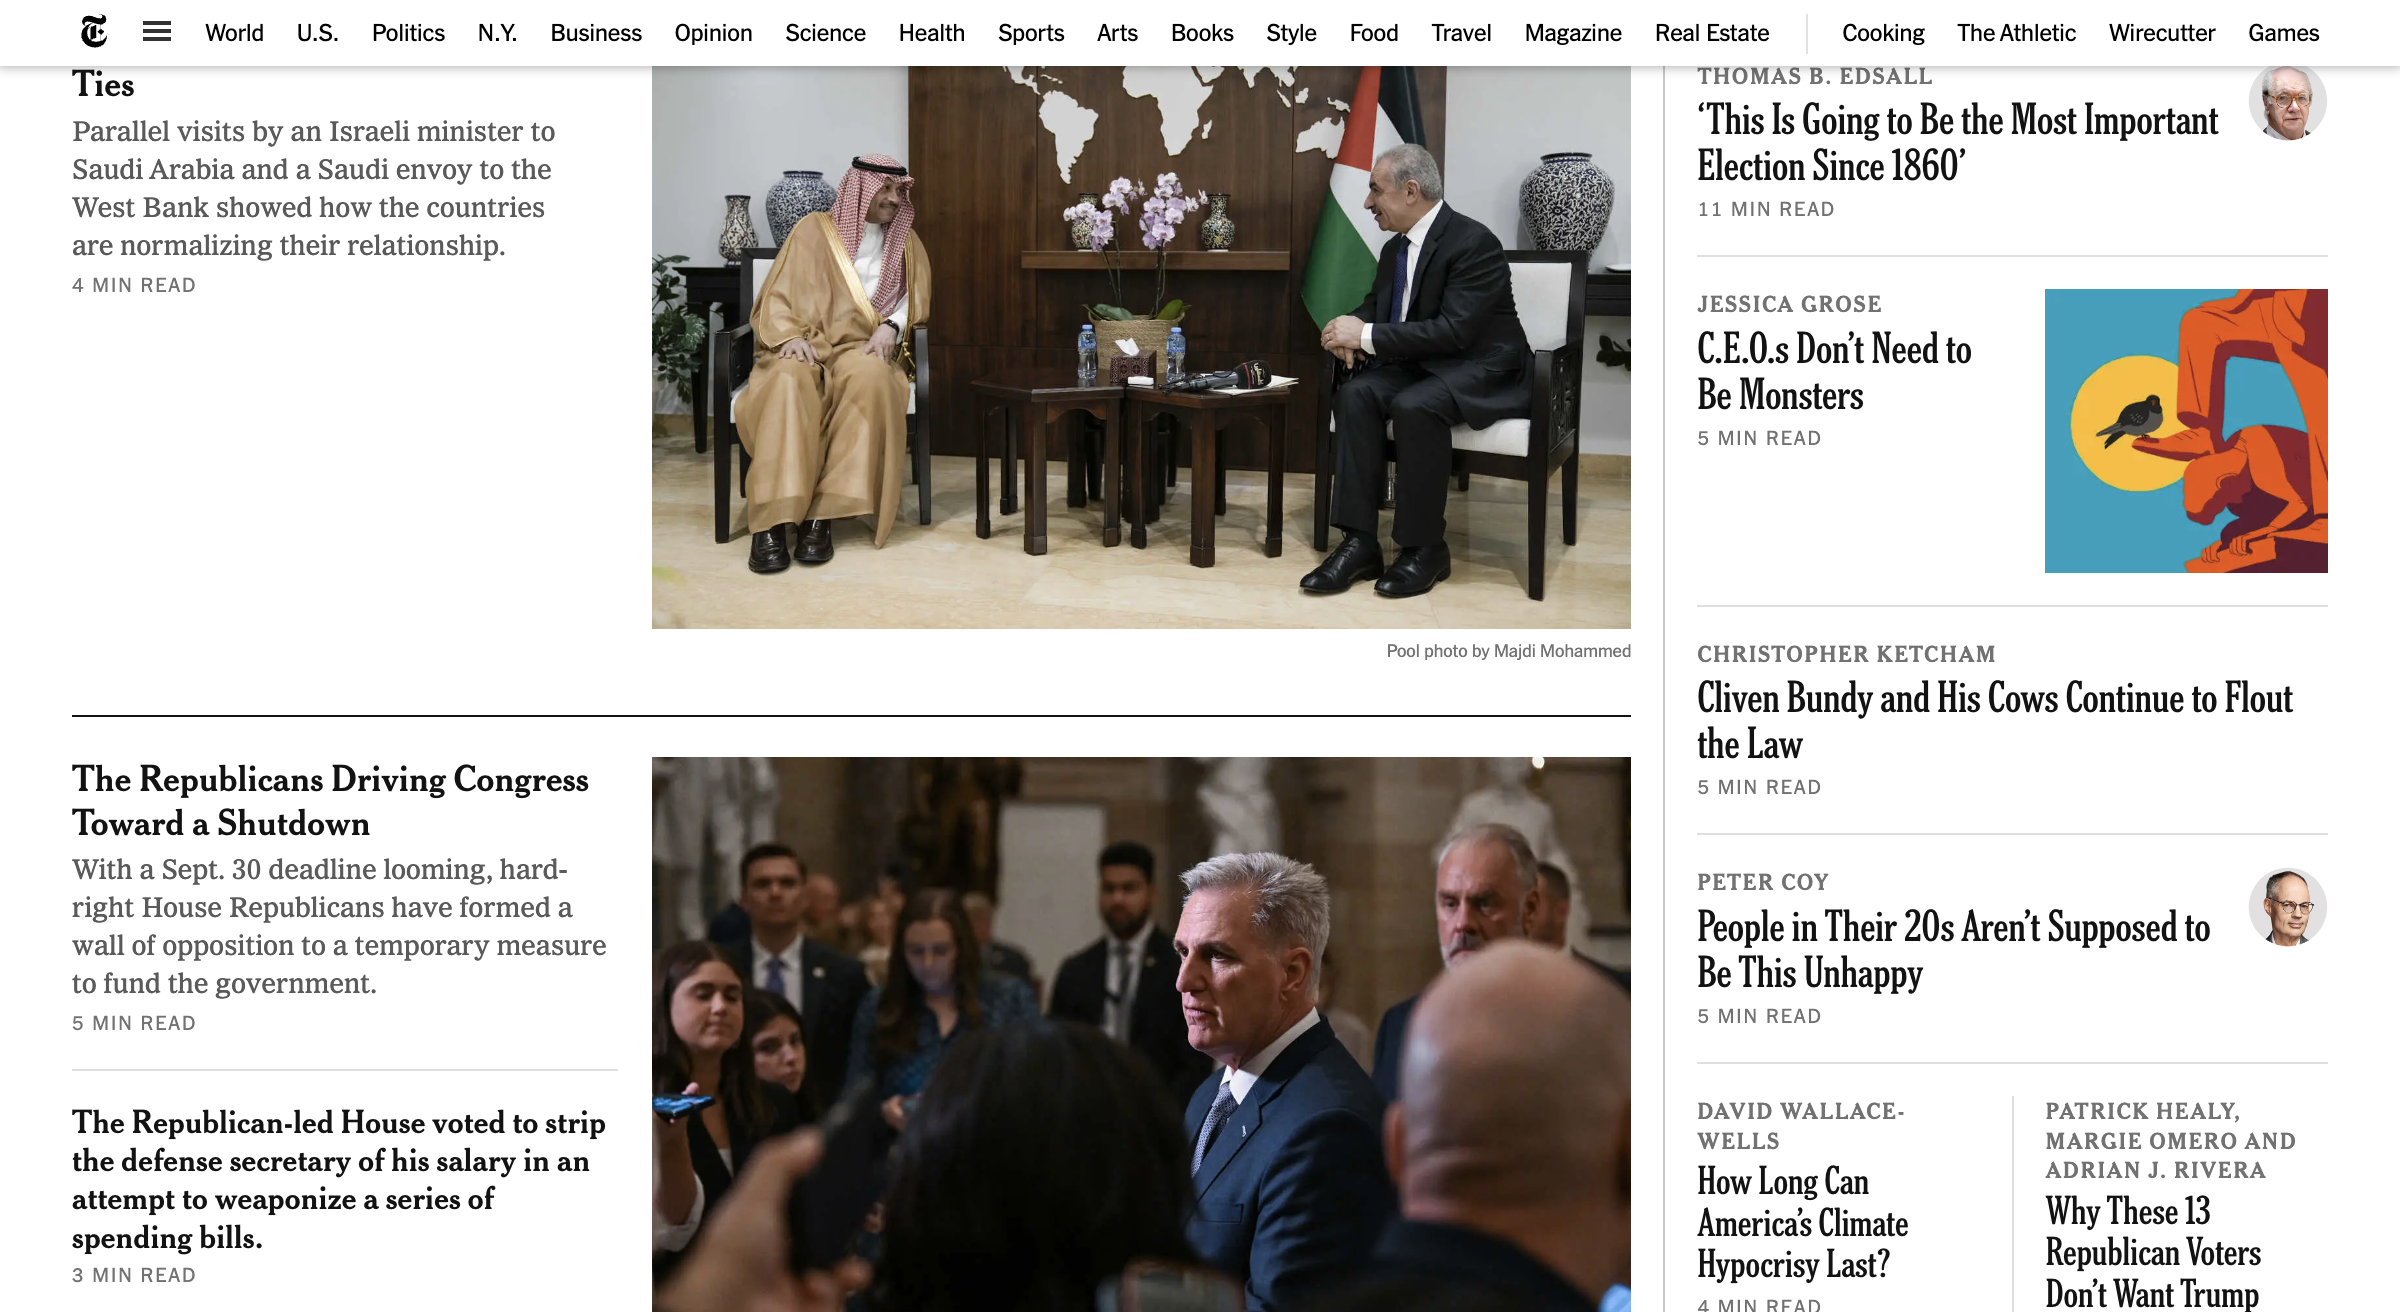 World U.S. Politics N.Y. Business Opinion Science Health Sports Arts Books Style Food Travel Magazine Real Estate Cooking The Athletic Wirecutter Games
Ties
Parallel visits by an Israeli minister to
Saudi Arabia and a Saudi envoy to the
West Bank showed how the countries
are normalizing their relationship.
4 MIN READ
Pool photo by Majdi Mohammed
The Republicans Driving Congress
Toward a Shutdown
With a Sept. 30 deadline looming, hard-
right House Republicans have formed a
wall of opposition to a temporary measure
to fund the government.
5 MIN READ
The Republican-led House voted to strip
the defense secretary of his salary in an
attempt to weaponize a series of
spending bills.
3 MIN READ
THOMAS B. EDSALL
‘This Is Going to Be the Most Important
Election Since 1860’
11 MIN READ
JESSICA GROSE
C.E.O.s Don’t Need to
Be Monsters
5 MIN READ
CHRISTOPHER KETCHAM
Cliven Bundy and His Cows Continue to Flout
the Law
5 MIN READ
PETER COY
People in Their 20s Aren’t Supposed to
Be This Unhappy
5 MIN READ
DAVID WALLACE-
WELLS
How Long Can
America’s Climate
Hypocrisy Last?
4 MIN READ
PATRICK HEALY,
MARGIE OMERO AND
ADRIAN J. RIVERA
Why These 13
Republican Voters
Don’t Want Trump